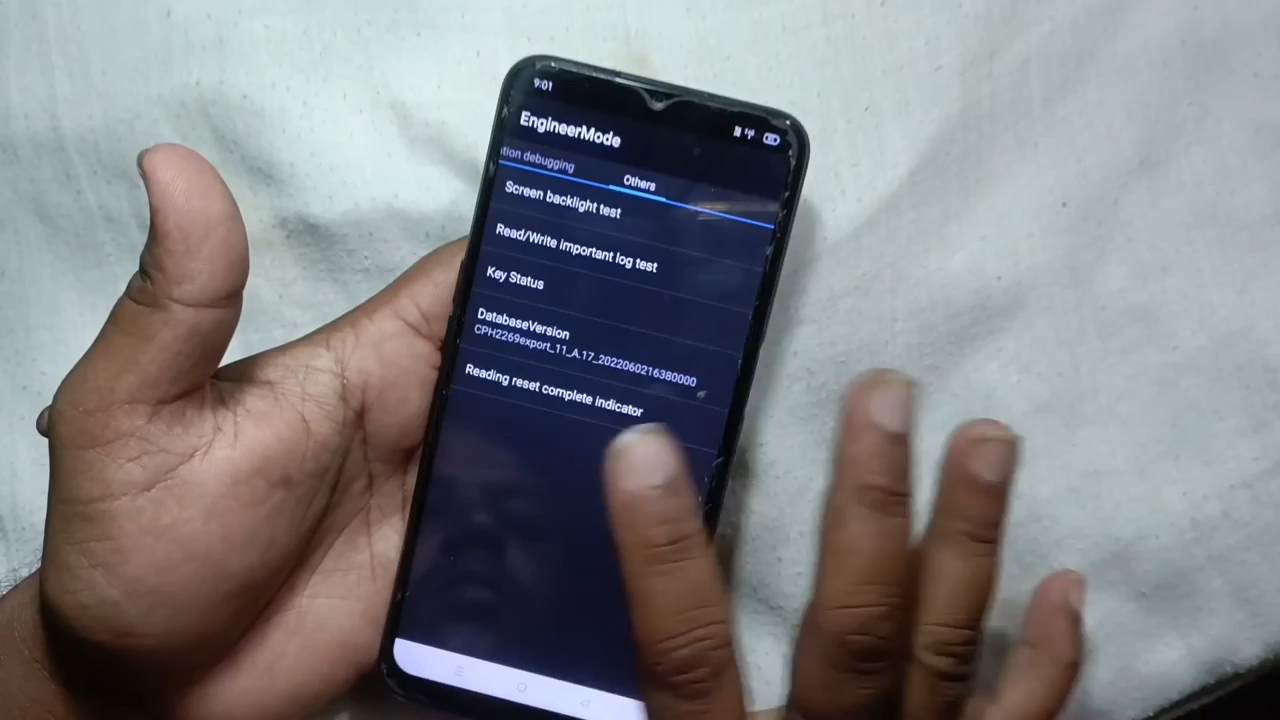 9:01
EngineerMode
tion debugging
Others
Screen backlight test
Read/Write important log test
Key Status
DatabaseVersion
CPH2269export_11_A.17_2022060216380000
Reading reset complete indicator